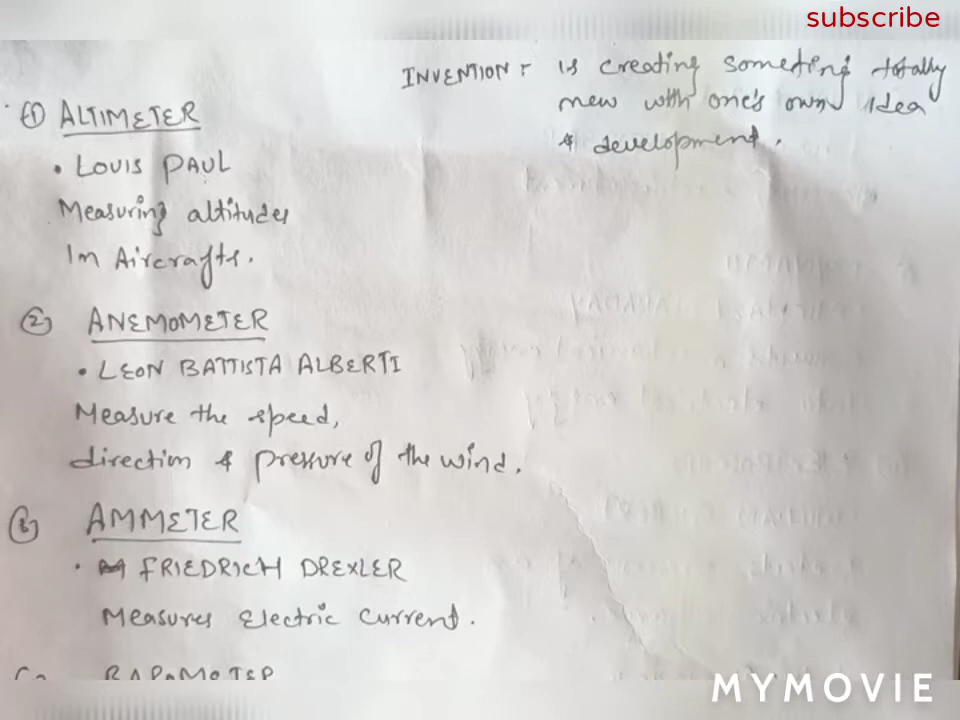 subscribe
INVENTION: is creating someting totally
new with one's own idea
& development.
① ALTIMETER
• LOUIS PAUL
Measuring altitudes
In Aircrafts.
② ANEMOMETER
• LEON BATTISTA ALBERTI
Measure the speed,
direction & pressure of the wind.
③ AMMETER
• FRIEDRICH DREXLER
Measures Electric Current.
BAROMETER
MYMOVIE